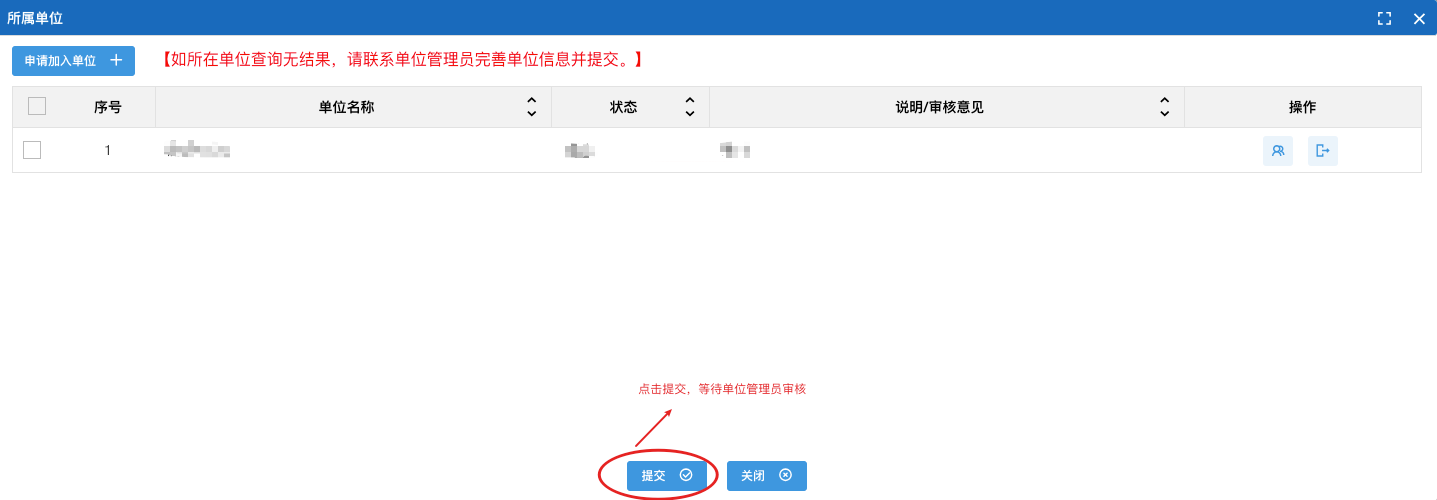 所属单位
申请加入单位
【如所在单位查询无结果，请联系单位管理员完善单位信息并提交。】
序号 单位名称 状态 说明/审核意见 操作
1
点击提交，等待单位管理员审核
提交 关闭